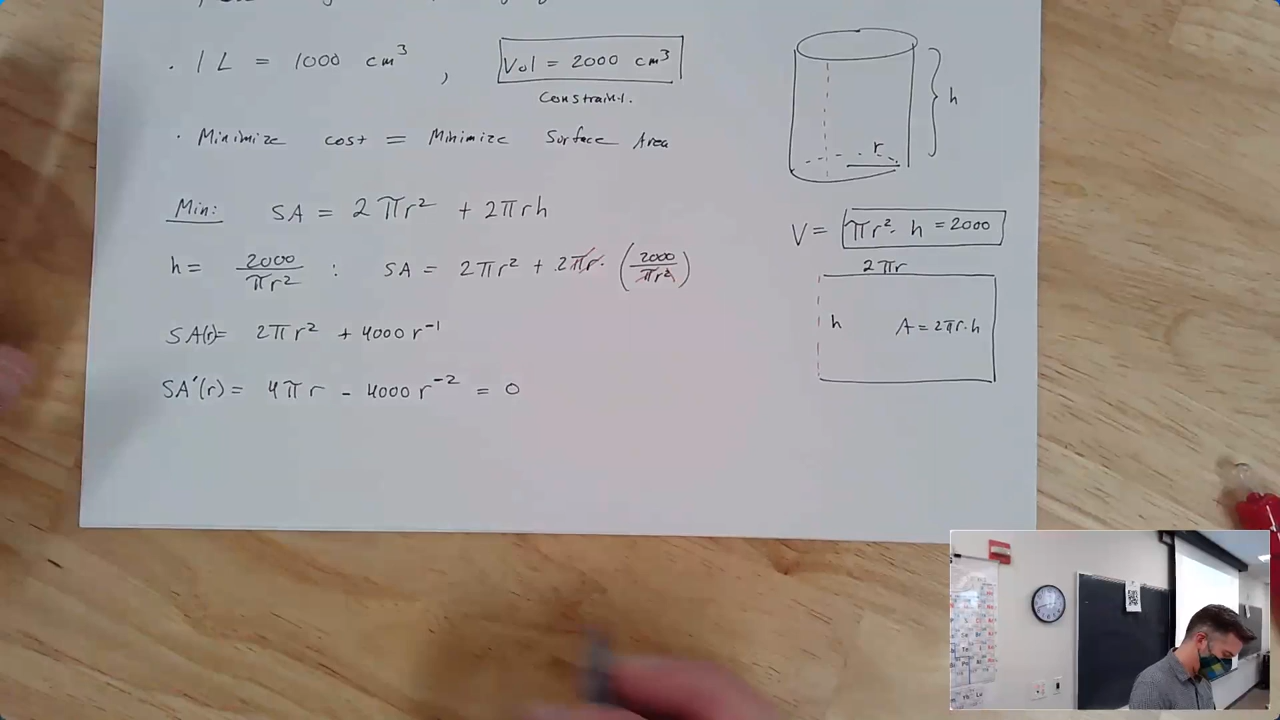 · 1 L = 1000 cm³ , Vol = 2000 cm³
Constraint.
· Minimize cost = Minimize Surface Area
Min: SA = 2πr² + 2πrh
h = 2000/πr² : SA = 2πr² + 2πr· (2000/πr²)
SA(r) = 2πr² + 4000 r⁻¹
SA'(r) = 4πr - 4000 r⁻² = 0
h
r
V = πr² · h = 2000
2πr
h A = 2πr·h